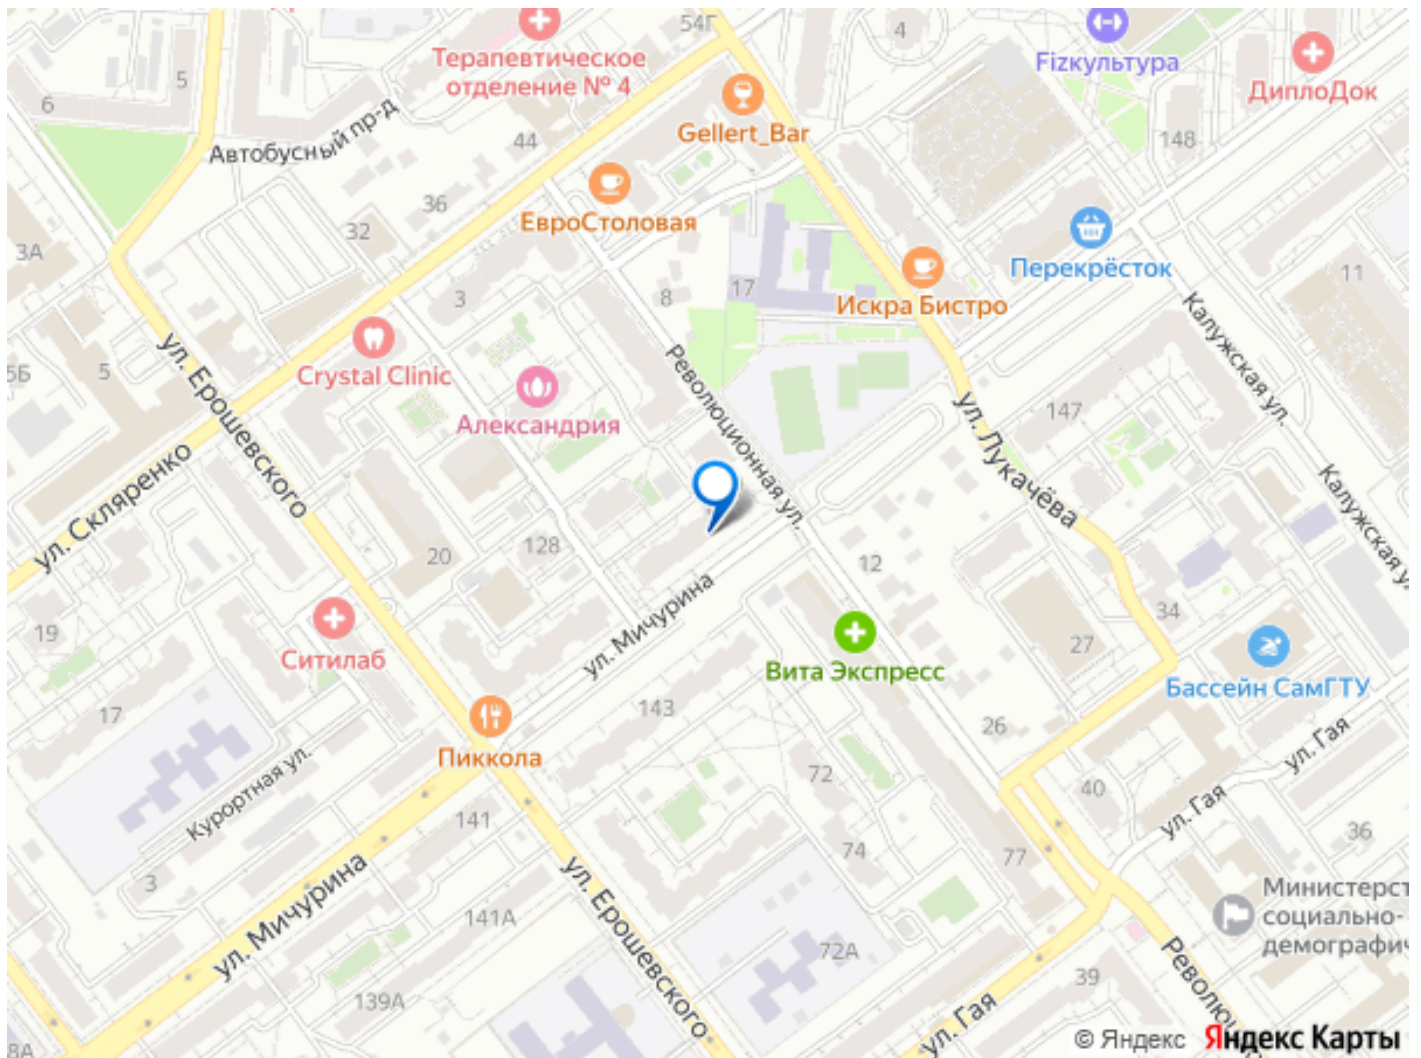 54Г
4
Терапевтическое
отделение № 4
Fizкультура
ДиплоДок
5
6
Gellert_Bar
Автобусный пр-д
44
148
36
ЕвроСтоловая
32
3А
Перекрёсток
11
3
8
17
Искра Бистро
Калужская ул.
ул. Ерошевского
5Б
5
Crystal Clinic
Революционная ул.
147
Александрия
ул. Лукачёва
ул. Скляренко
Калужская ул
128
20
12
ул. Мичурина
19
34
27
Ситилаб
Вита Экспресс
Бассейн СамГТУ
17
143
26
Пиккола
ул. Гая
72
Курортная ул.
40
141
ул. Гая
36
74
77
3
ул. Мичурина
ул. Ерошевского
141А
Министерст
социально-
демографич
72А
139А
39
Револю
ул. Гая
8А
© Яндекс Яндекс Карты